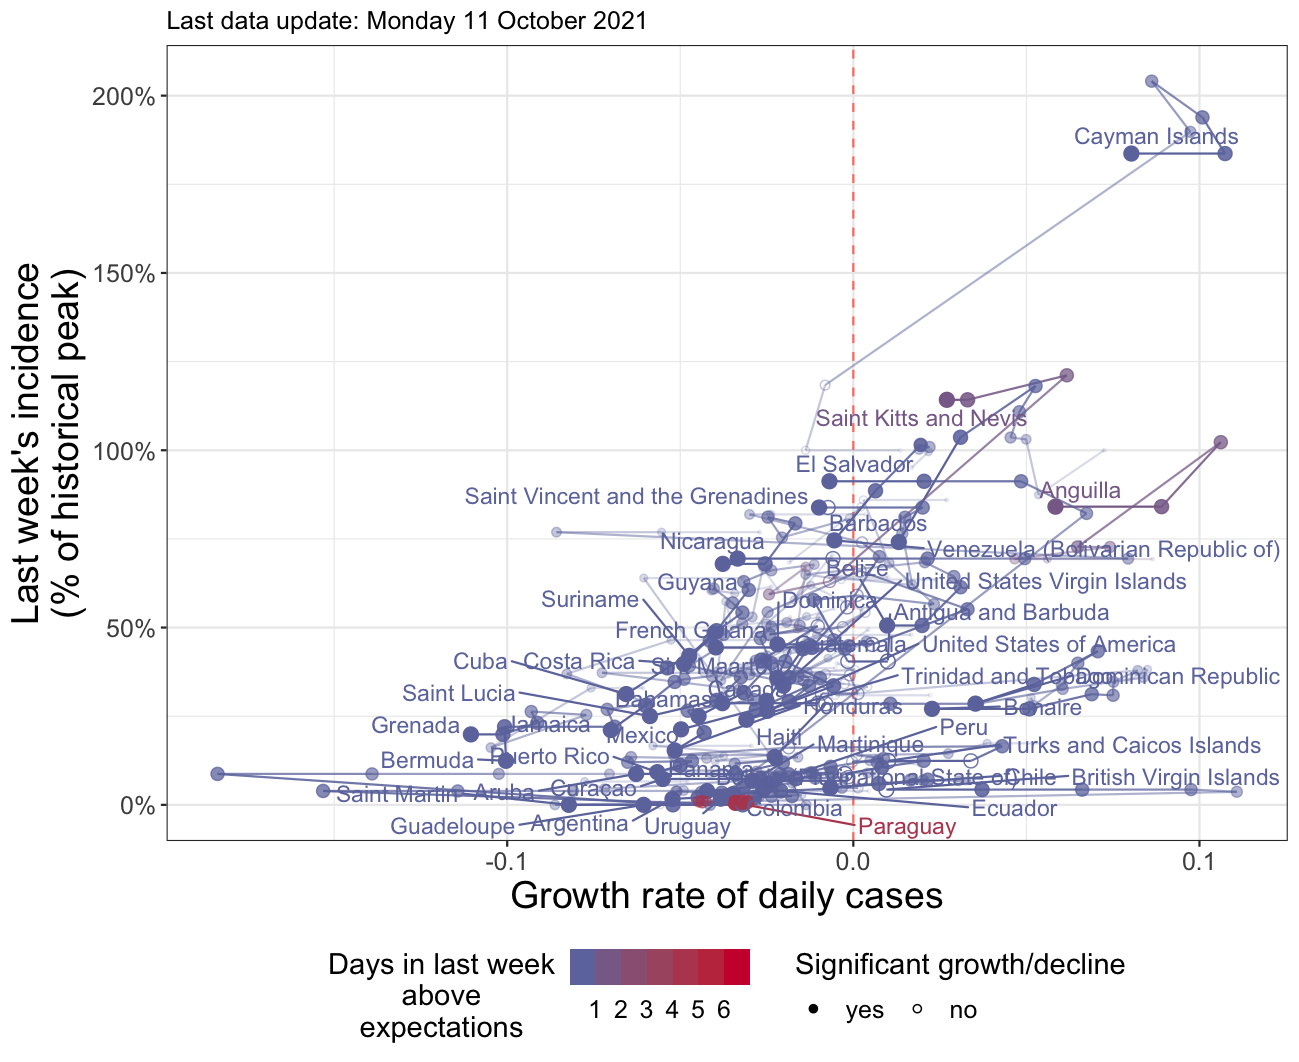 Last data update: Monday 11 October 2021
Last week's incidence
(% of historical peak)
200%
150%
100%
50%
0%
Cayman Islands
Saint Kitts and Nevis
El Salvador
Anguilla
Saint Vincent and the Grenadines
Barbados
Nicaragua
Venezuela (Bolivarian Republic of)
Belize
Guyana
United States Virgin Islands
Suriname
Dominica
Antigua and Barbuda
French Guiana
Guatemala
United States of America
Cuba
Costa Rica
Sint Maarten
Trinidad and Tobago
Dominican Republic
Saint Lucia
Bahamas
Canada
Honduras
Bonaire
Grenada
Jamaica
Mexico
Haiti
Peru
Martinique
Turks and Caicos Islands
Bermuda
Puerto Rico
Panama
Chile
British Virgin Islands
Saint Martin
Aruba
Curaçao
Colombia
Ecuador
Guadeloupe
Argentina
Uruguay
Paraguay
-0.1
0.0
0.1
Growth rate of daily cases
Days in last week
above
expectations
1 2 3 4 5 6
Significant growth/decline
yes
no